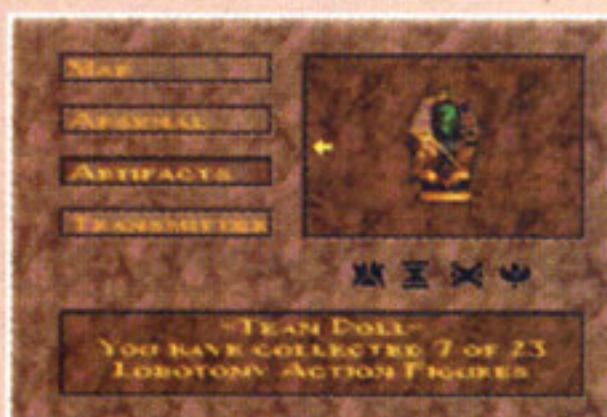 Map
Arsenal
Artifacts
Transmitter
-Team Doll-
You have collected 7 of 23
Lobotomy Action Figures